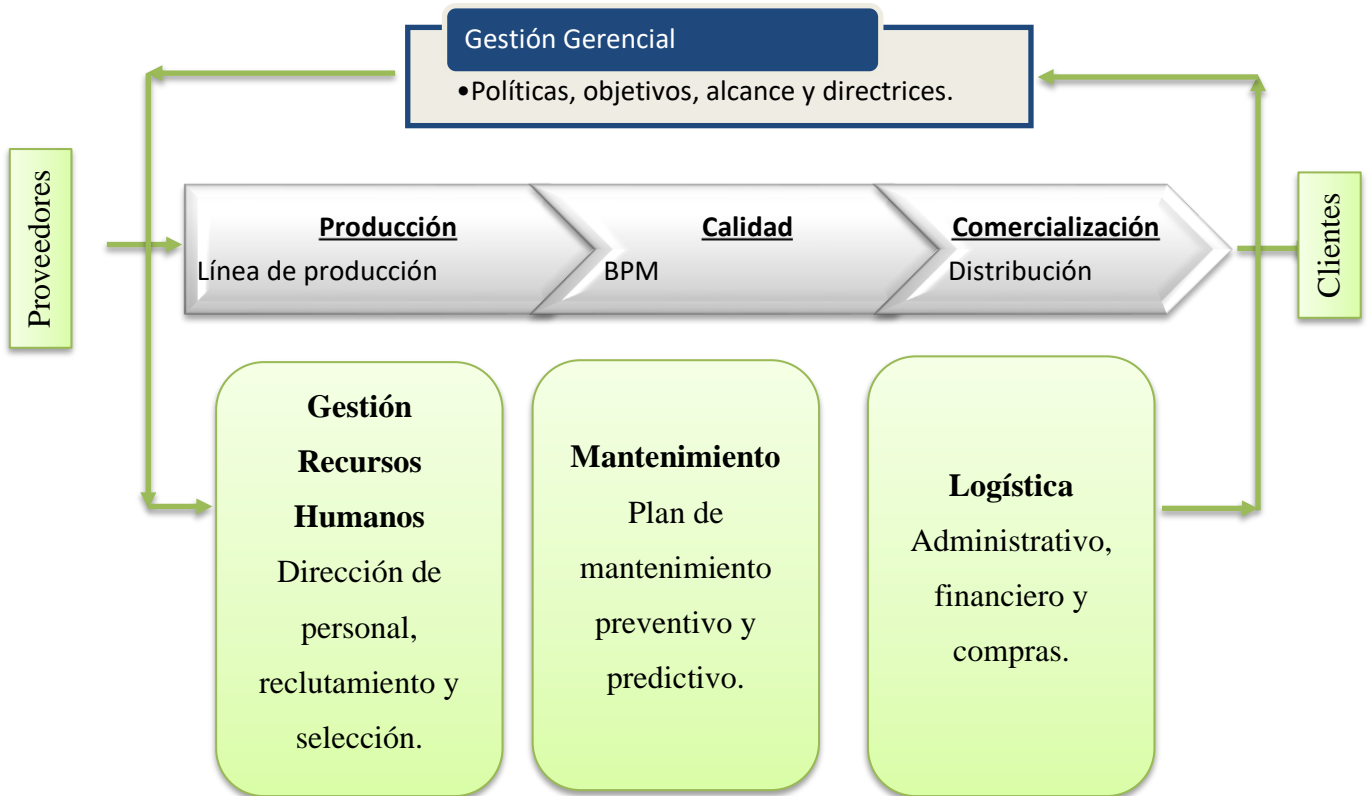 Gestión Gerencial
•Políticas, objetivos, alcance y directrices.
Proveedores
Producción
Línea de producción
Calidad
BPM
Comercialización
Distribución
Clientes
Gestión
Recursos
Humanos
Dirección de
personal,
reclutamiento y
selección.
Mantenimiento
Plan de
mantenimiento
preventivo y
predictivo.
Logística
Administrativo,
financiero y
compras.